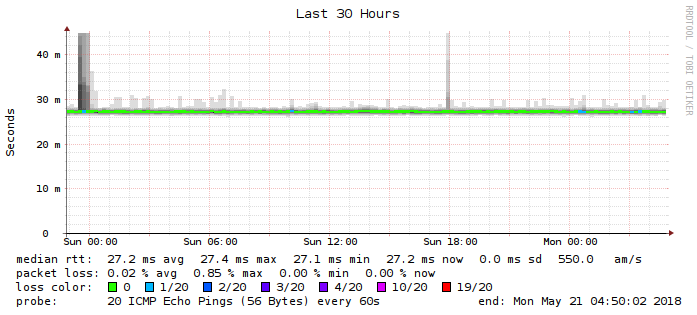 Last 30 Hours
RRDTOOL / TOBI OETIKER
Seconds
40 m
30 m
20 m
10 m
0
Sun 00:00 Sun 06:00 Sun 12:00 Sun 18:00 Mon 00:00
median rtt: 27.2 ms avg 27.4 ms max 27.1 ms min 27.2 ms now 0.0 ms sd 550.0 am/s
packet loss: 0.02 % avg 0.85 % max 0.00 % min 0.00 % now
loss color: 0 1/20 2/20 3/20 4/20 10/20 19/20
probe: 20 ICMP Echo Pings (56 Bytes) every 60s end: Mon May 21 04:50:02 2018